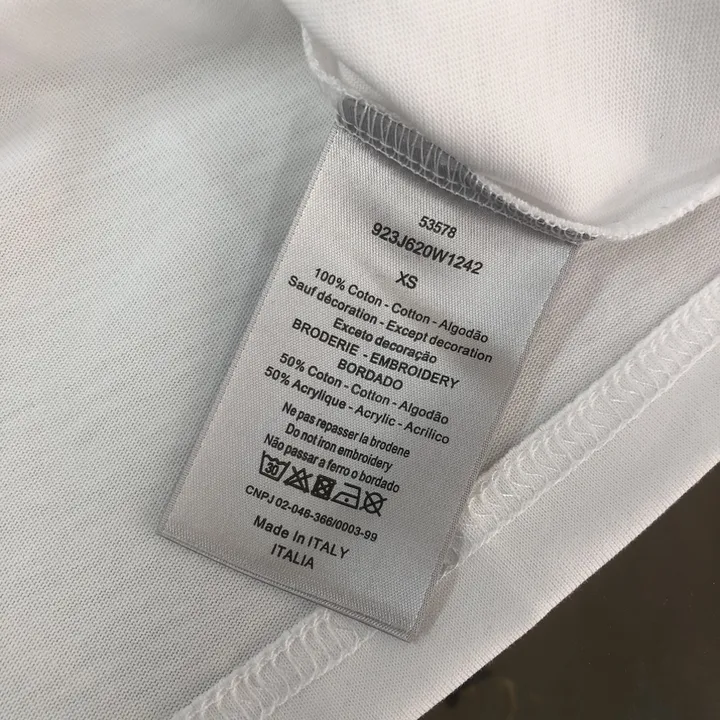 53578
923J620W1242
XS
100% Coton - Cotton - Algodão
Sauf décoration - Except decoration
Exceto decoração
BRODERIE - EMBROIDERY
BORDADO
50% Coton - Cotton - Algodão
50% Acrylique - Acrylic - Acrílico
Ne pas repasser la brodene
Do not iron embroidery
Não passar a ferro o bordado
30
CNPJ 02-046-366/0003-99
Made In ITALY
ITALIA